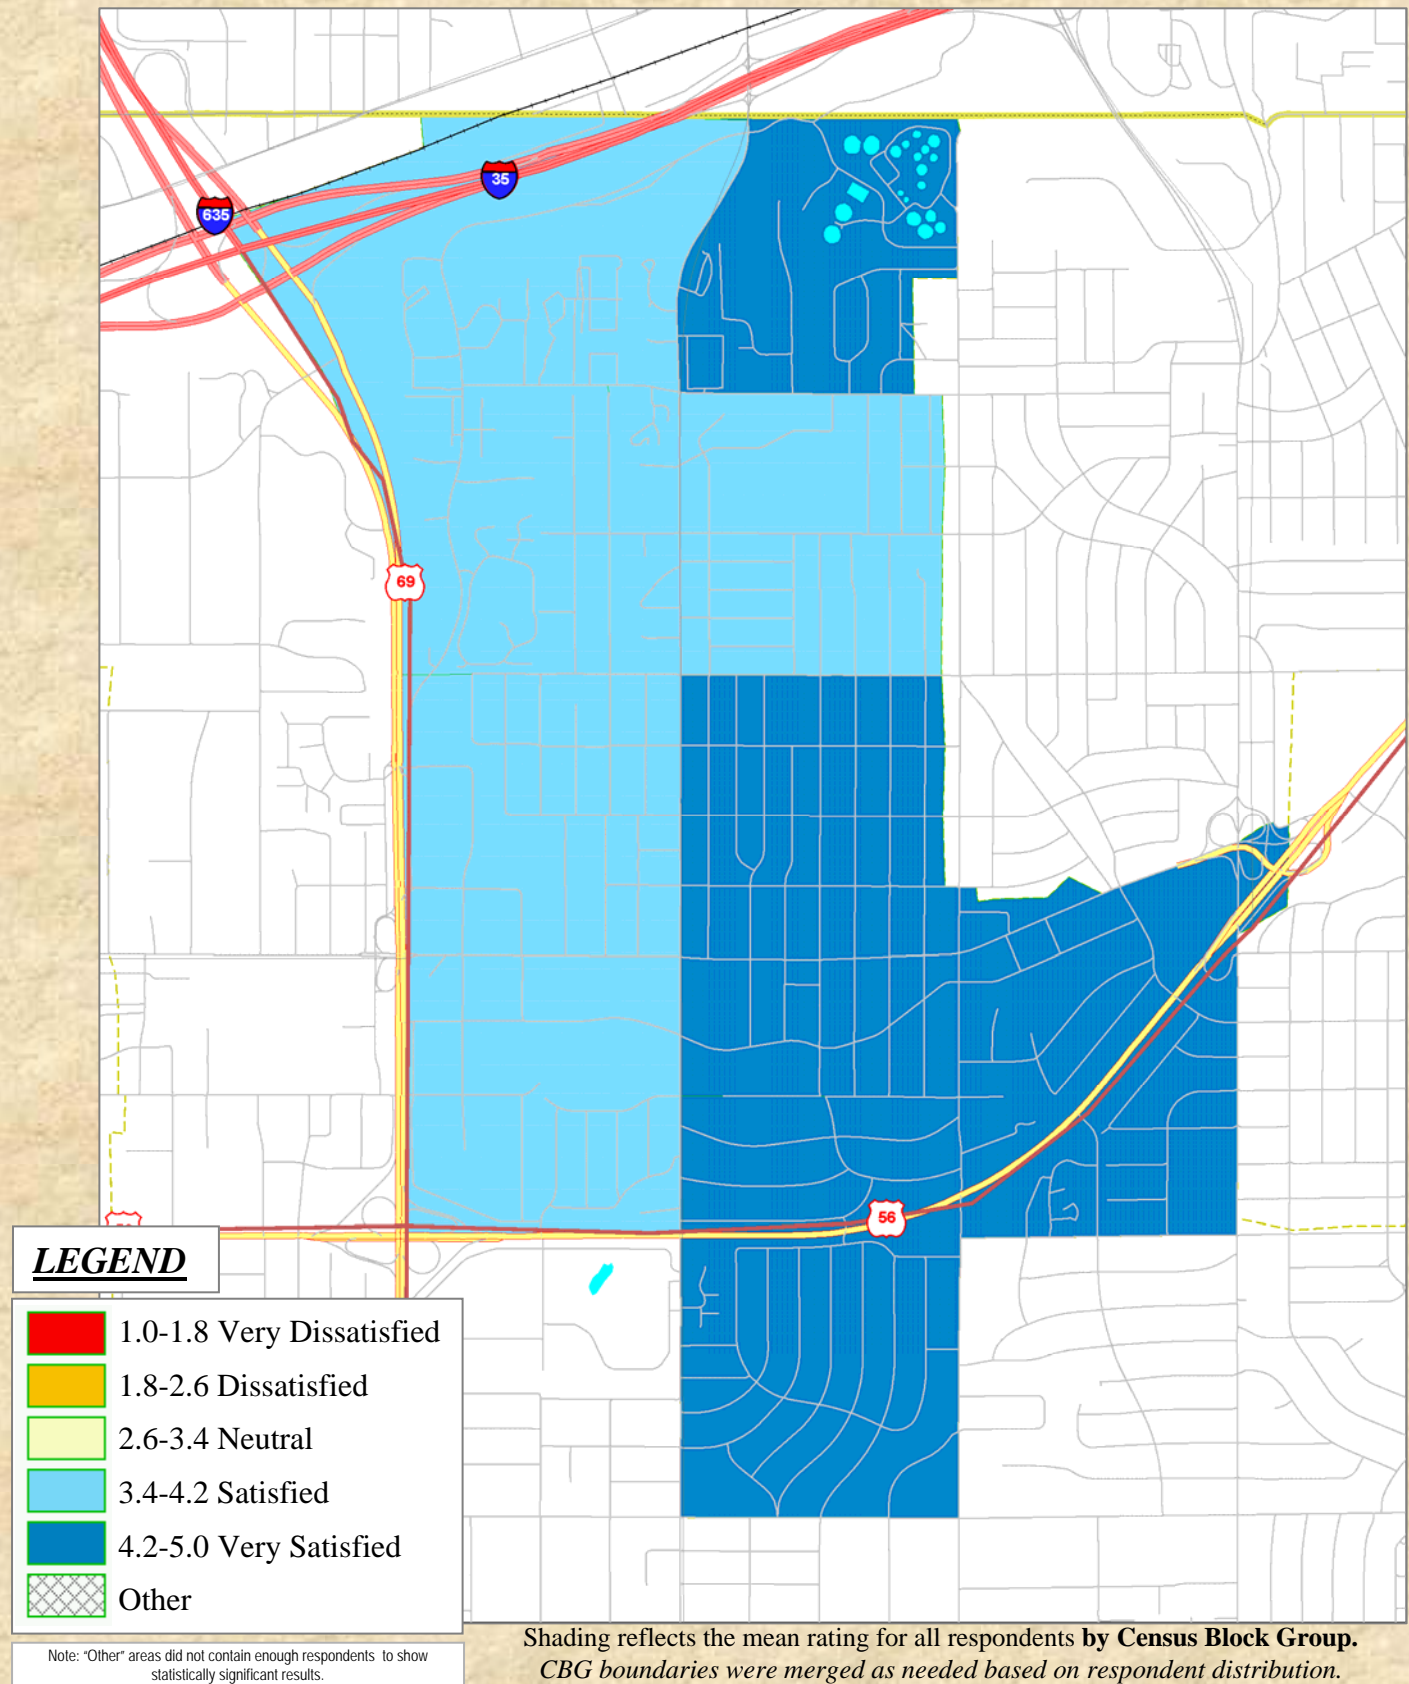 35
635
69
56
LEGEND
1.0-1.8 Very Dissatisfied
1.8-2.6 Dissatisfied
2.6-3.4 Neutral
3.4-4.2 Satisfied
4.2-5.0 Very Satisfied
Other
Note: “Other” areas did not contain enough respondents to show
statistically significant results.
Shading reflects the mean rating for all respondents by Census Block Group.
CBG boundaries were merged as needed based on respondent distribution.